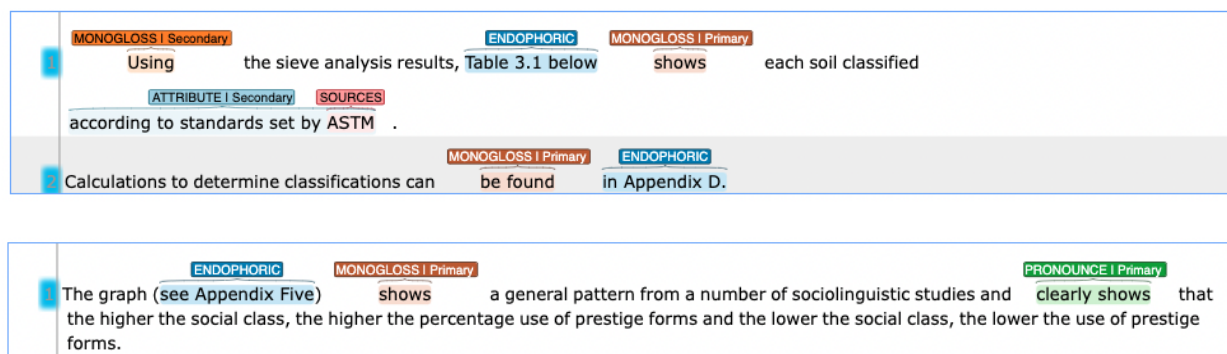 MONOGLOSS | Secondary ENDOPHORIC MONOGLOSS | Primary
1 Using the sieve analysis results, Table 3.1 below shows each soil classified
ATTRIBUTE | Secondary SOURCES
according to standards set by ASTM .
MONOGLOSS | Primary ENDOPHORIC
2 Calculations to determine classifications can be found in Appendix D.
ENDOPHORIC MONOGLOSS | Primary PRONOUNCE | Primary
1 The graph (see Appendix Five) shows a general pattern from a number of sociolinguistic studies and clearly shows that
the higher the social class, the higher the percentage use of prestige forms and the lower the social class, the lower the use of prestige
forms.